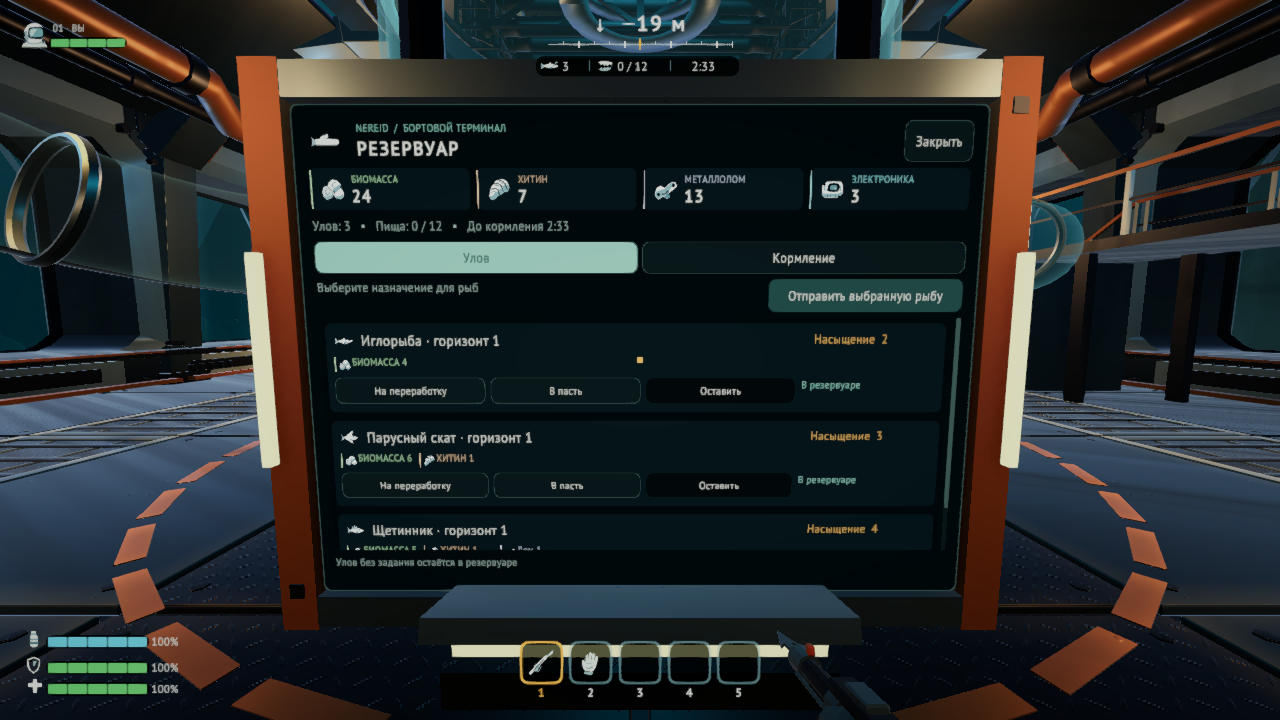 01 · ВЫ
↓ −19 м
3 | 0 / 12 | 2:33
NEREID / БОРТОВОЙ ТЕРМИНАЛ
РЕЗЕРВУАР
Закрыть
БИОМАССА
24
ХИТИН
7
МЕТАЛЛОЛОМ
13
ЭЛЕКТРОНИКА
3
Улов: 3 • Пища: 0 / 12 • До кормления 2:33
Улов
Кормление
Выберите назначение для рыб
Отправить выбранную рыбу
Иглорыба · горизонт 1
Насыщение 2
БИОМАССА 4
На переработку
В пасть
Оставить
В резервуаре
Парусный скат · горизонт 1
Насыщение 3
БИОМАССА 6
ХИТИН 1
На переработку
В пасть
Оставить
В резервуаре
Щетинник · горизонт 1
Насыщение 4
БИОМАССА 5
ХИТИН 1
Улов без задания остаётся в резервуаре
100%
100%
100%
1 2 3 4 5